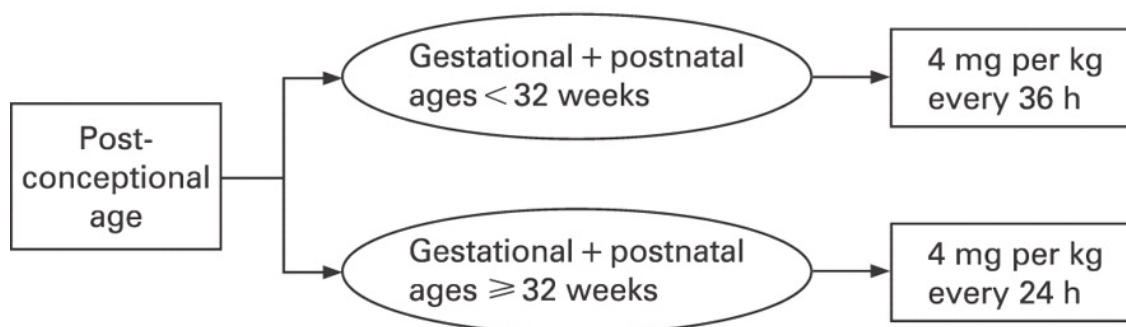 Post-
conceptional
age
Gestational + postnatal
ages < 32 weeks
4 mg per kg
every 36 h
Gestational + postnatal
ages ⩾ 32 weeks
4 mg per kg
every 24 h